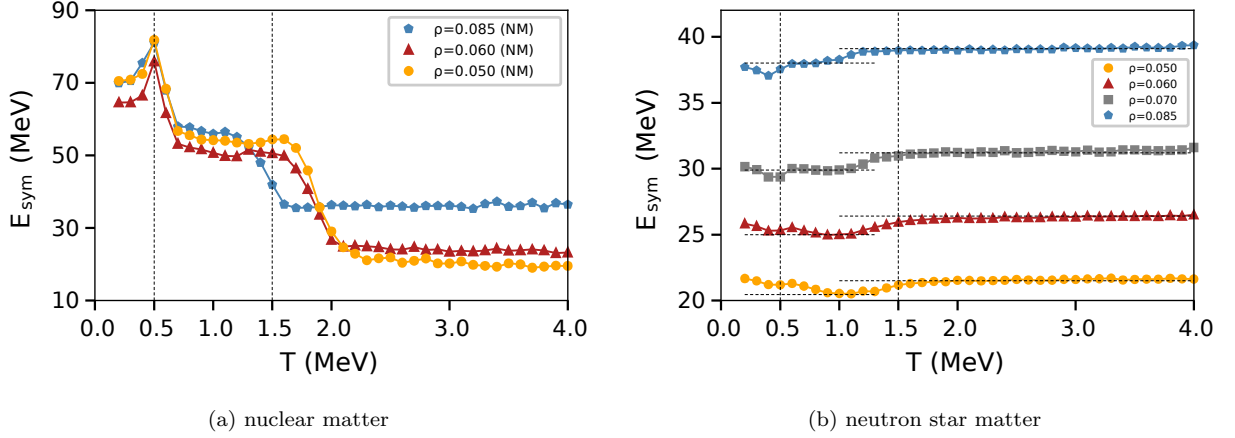 90
70
50
30
10
E_sym (MeV)
ρ=0.085 (NM)
ρ=0.060 (NM)
ρ=0.050 (NM)
0.0 0.5 1.0 1.5 2.0 3.0 4.0
T (MeV)
(a) nuclear matter
40
35
30
25
20
E_sym (MeV)
ρ=0.050
ρ=0.060
ρ=0.070
ρ=0.085
0.0 0.5 1.0 1.5 2.0 3.0 4.0
T (MeV)
(b) neutron star matter